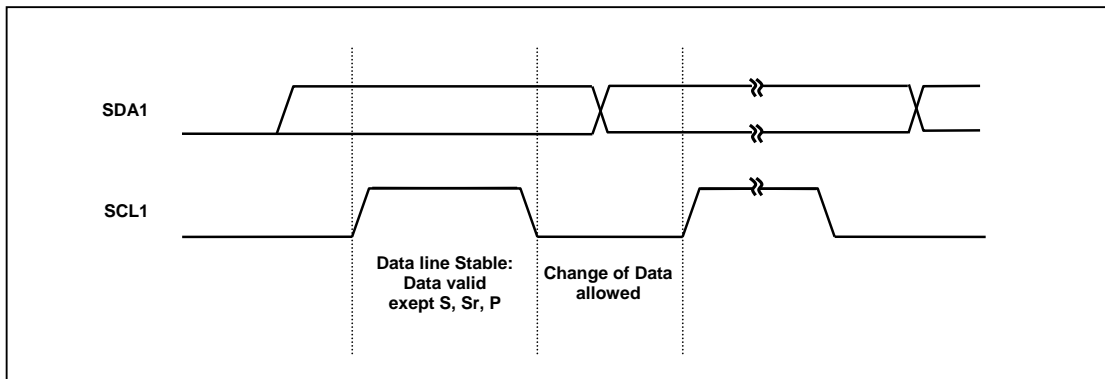 SDA1
SCL1
Data line Stable:
Data valid
exept S, Sr, P
Change of Data
allowed